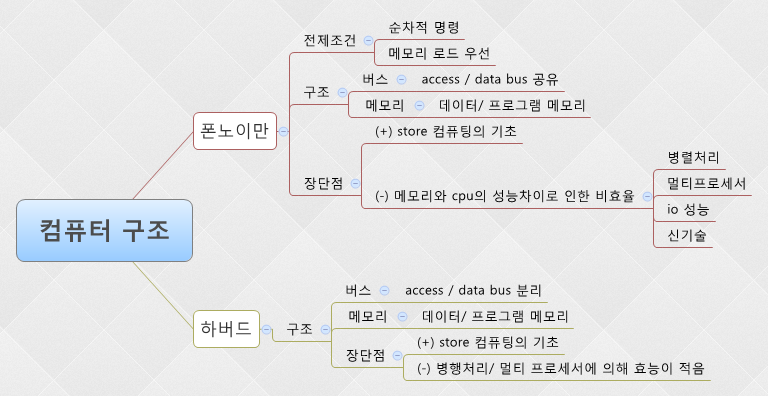 컴퓨터 구조
폰노이만
전제조건
순차적 명령
메모리 로드 우선
구조
버스
access / data bus 공유
메모리
데이터/ 프로그램 메모리
장단점
(+) store 컴퓨팅의 기초
(-) 메모리와 cpu의 성능차이로 인한 비효율
병렬처리
멀티프로세서
io 성능
신기술
하버드
구조
버스
access / data bus 분리
메모리
데이터/ 프로그램 메모리
장단점
(+) store 컴퓨팅의 기초
(-) 병행처리/ 멀티 프로세서에 의해 효능이 적음